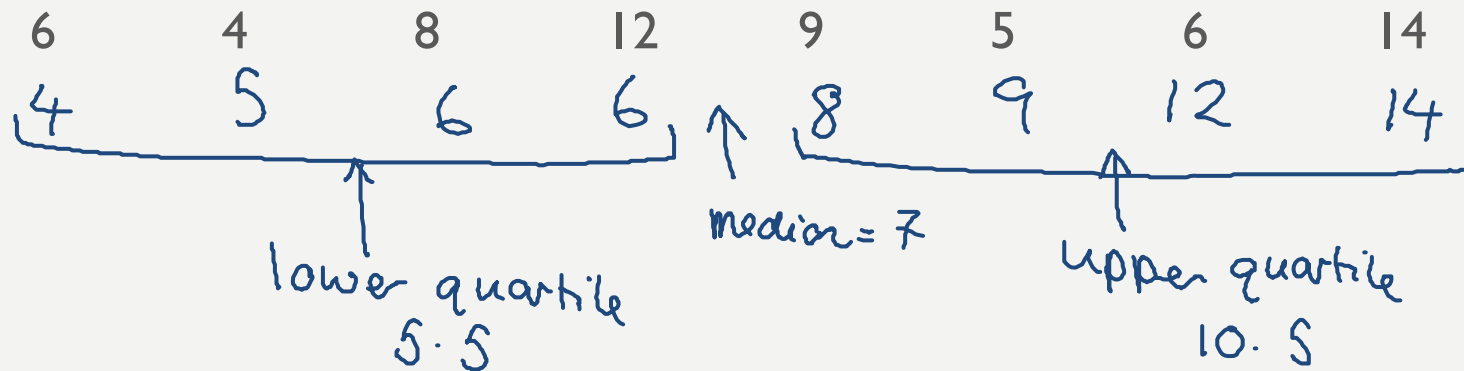 6 4 8 12 9 5 6 14
4 5 6 6 8 9 12 14
median = 7
lower quartile
5.5
upper quartile
10.5